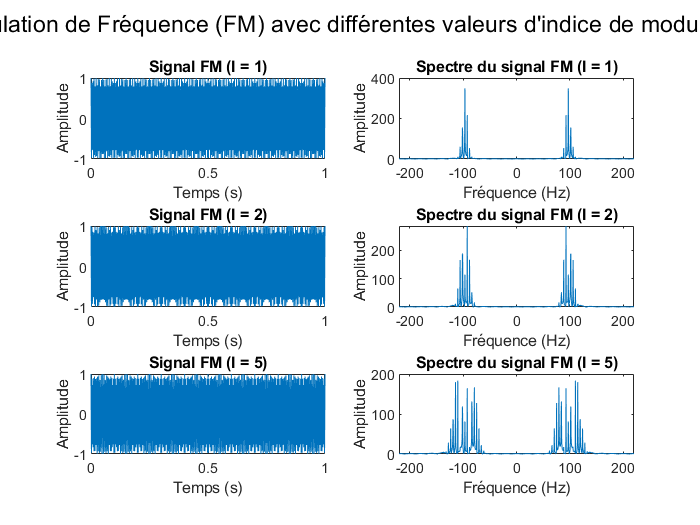 ulation de Fréquence (FM) avec différentes valeurs d'indice de modu
Signal FM (I = 1)
Amplitude
1
0
-1
0
0.5
1
Temps (s)
Spectre du signal FM (I = 1)
Amplitude
400
200
0
-200
-100
0
100
200
Fréquence (Hz)
Signal FM (I = 2)
Amplitude
1
0
-1
0
0.5
1
Temps (s)
Spectre du signal FM (I = 2)
Amplitude
200
100
0
-200
-100
0
100
200
Fréquence (Hz)
Signal FM (I = 5)
Amplitude
1
0
-1
0
0.5
1
Temps (s)
Spectre du signal FM (I = 5)
Amplitude
200
100
0
-200
-100
0
100
200
Fréquence (Hz)